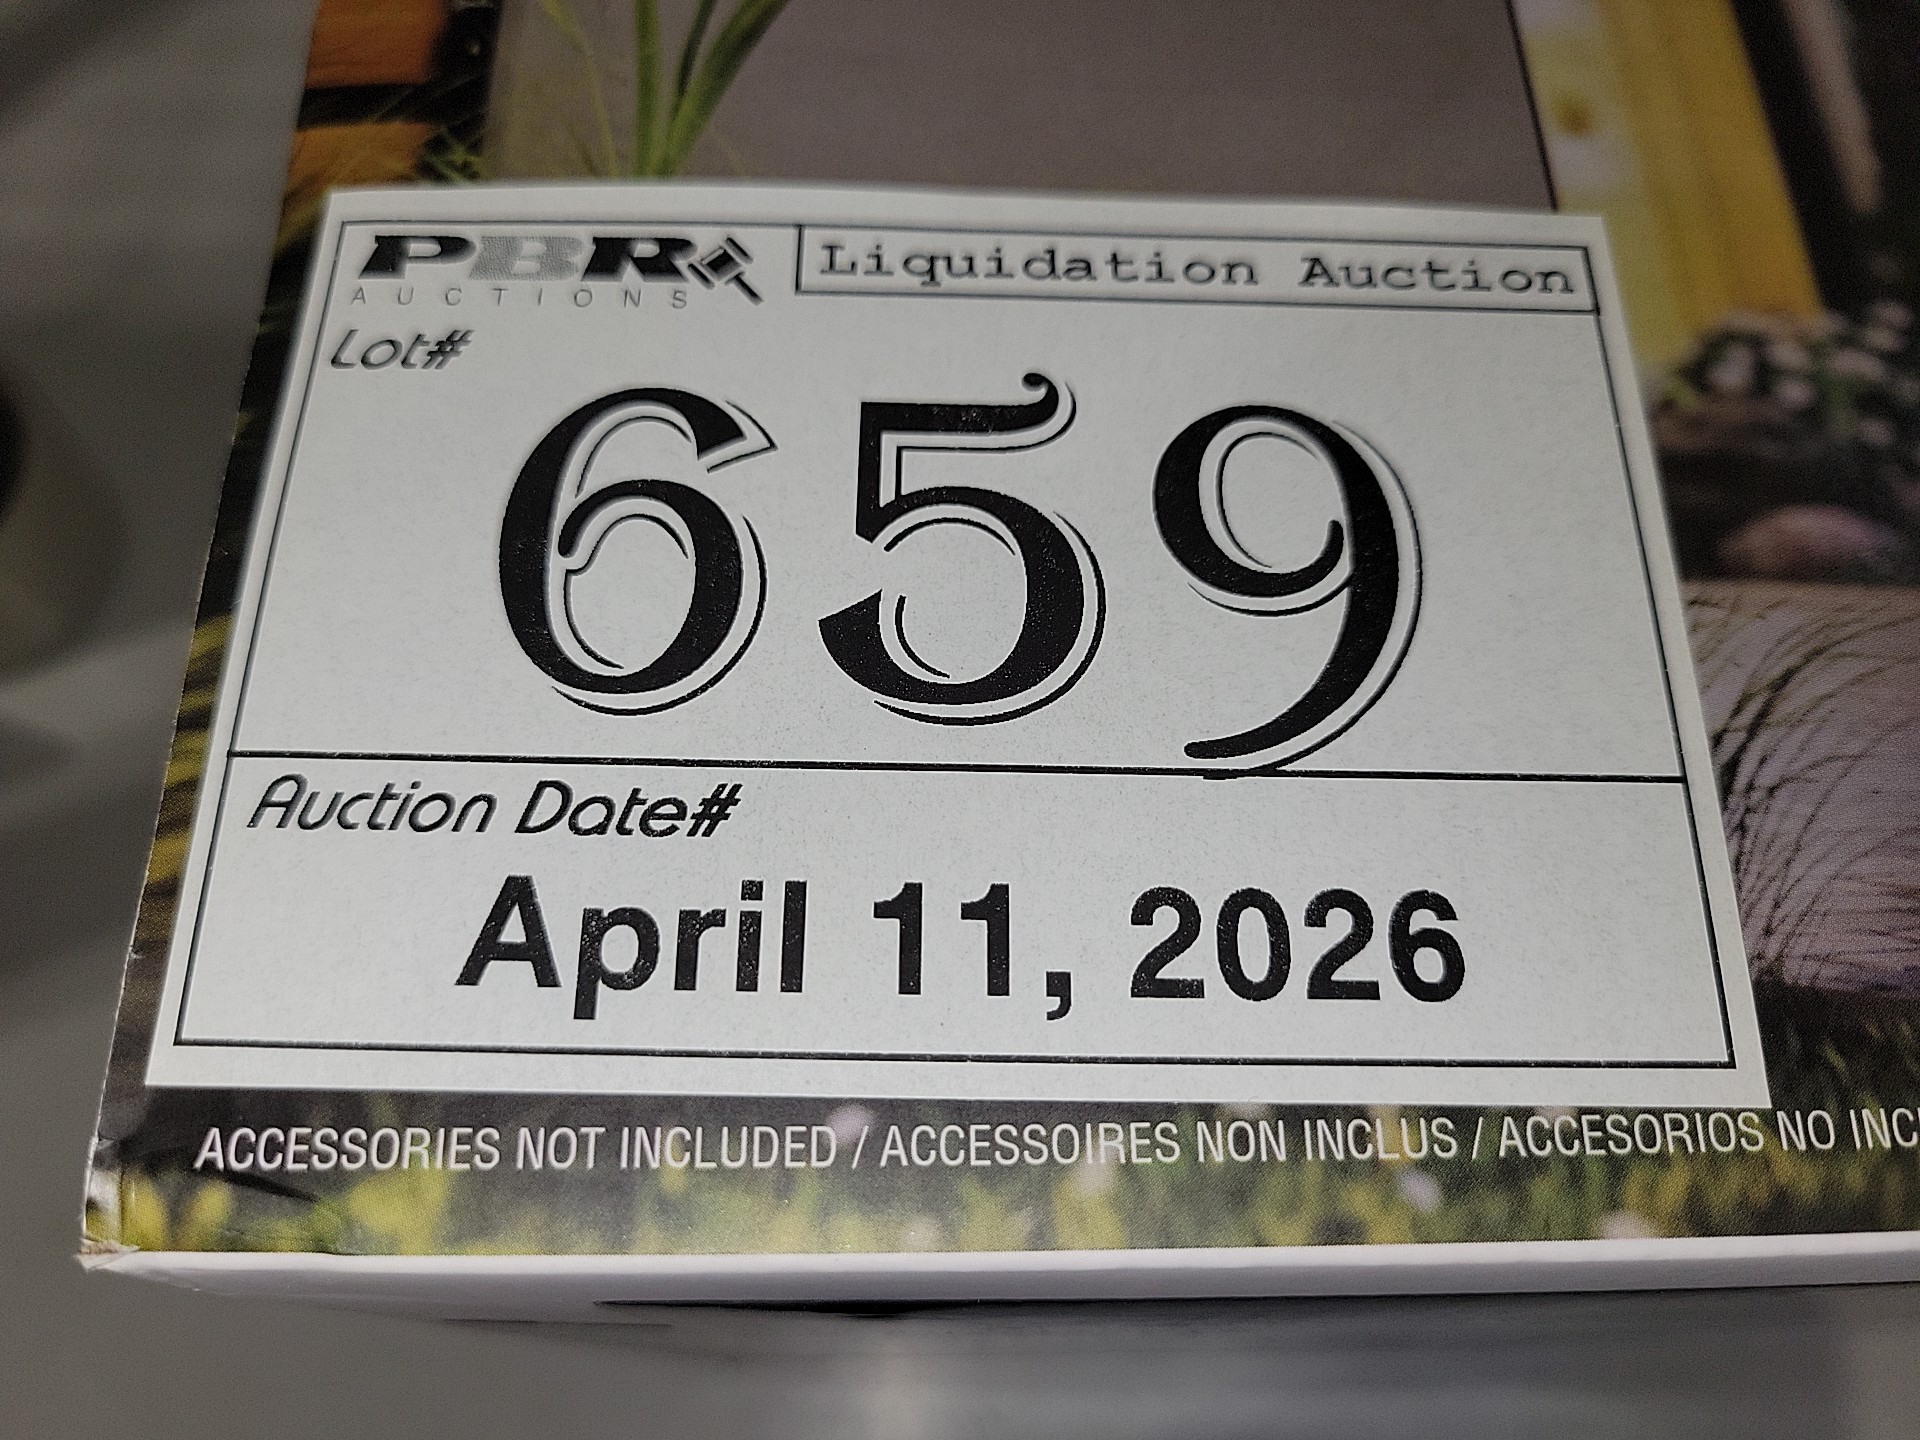 PBR
AUCTIONS
Liquidation Auction
Lot#
659
Auction Date#
April 11, 2026
ACCESSORIES NOT INCLUDED / ACCESSOIRES NON INCLUS / ACCESORIOS NO INC